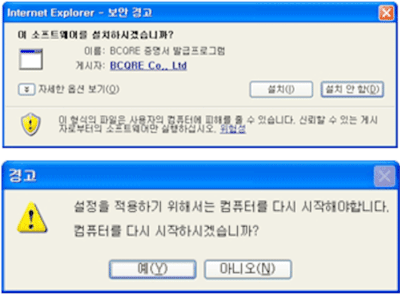 Internet Explorer - 보안 경고
이 소프트웨어를 설치하시겠습니까?
이름: BCQRE 증명서 발급프로그램
게시자: BCQRE Co., Ltd
자세한 옵션 보기(O)
설치(I)
설치 안 함(D)
이 형식의 파일은 사용자의 컴퓨터에 피해를 줄 수 있습니다. 신뢰할 수 있는 게시
자로부터의 소프트웨어만 실행하십시오. 위험성
경고
설정을 적용하기 위해서는 컴퓨터를 다시 시작해야합니다.
컴퓨터를 다시 시작하시겠습니까?
예(Y)
아니오(N)